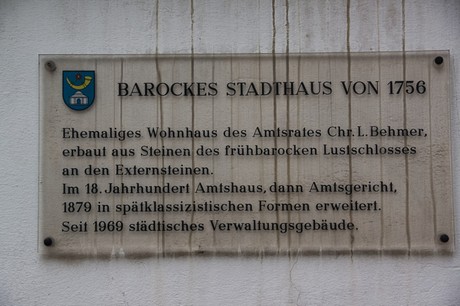 BAROCKES STADTHAUS VON 1756
Ehemaliges Wohnhaus des Amtsrates Chr. L. Behmer,
erbaut aus Steinen des frühbarocken Lustschlosses
an den Externsteinen.
Im 18. Jahrhundert Amtshaus, dann Amtsgericht,
1879 in spätklassizistischen Formen erweitert.
Seit 1969 städtisches Verwaltungsgebäude.